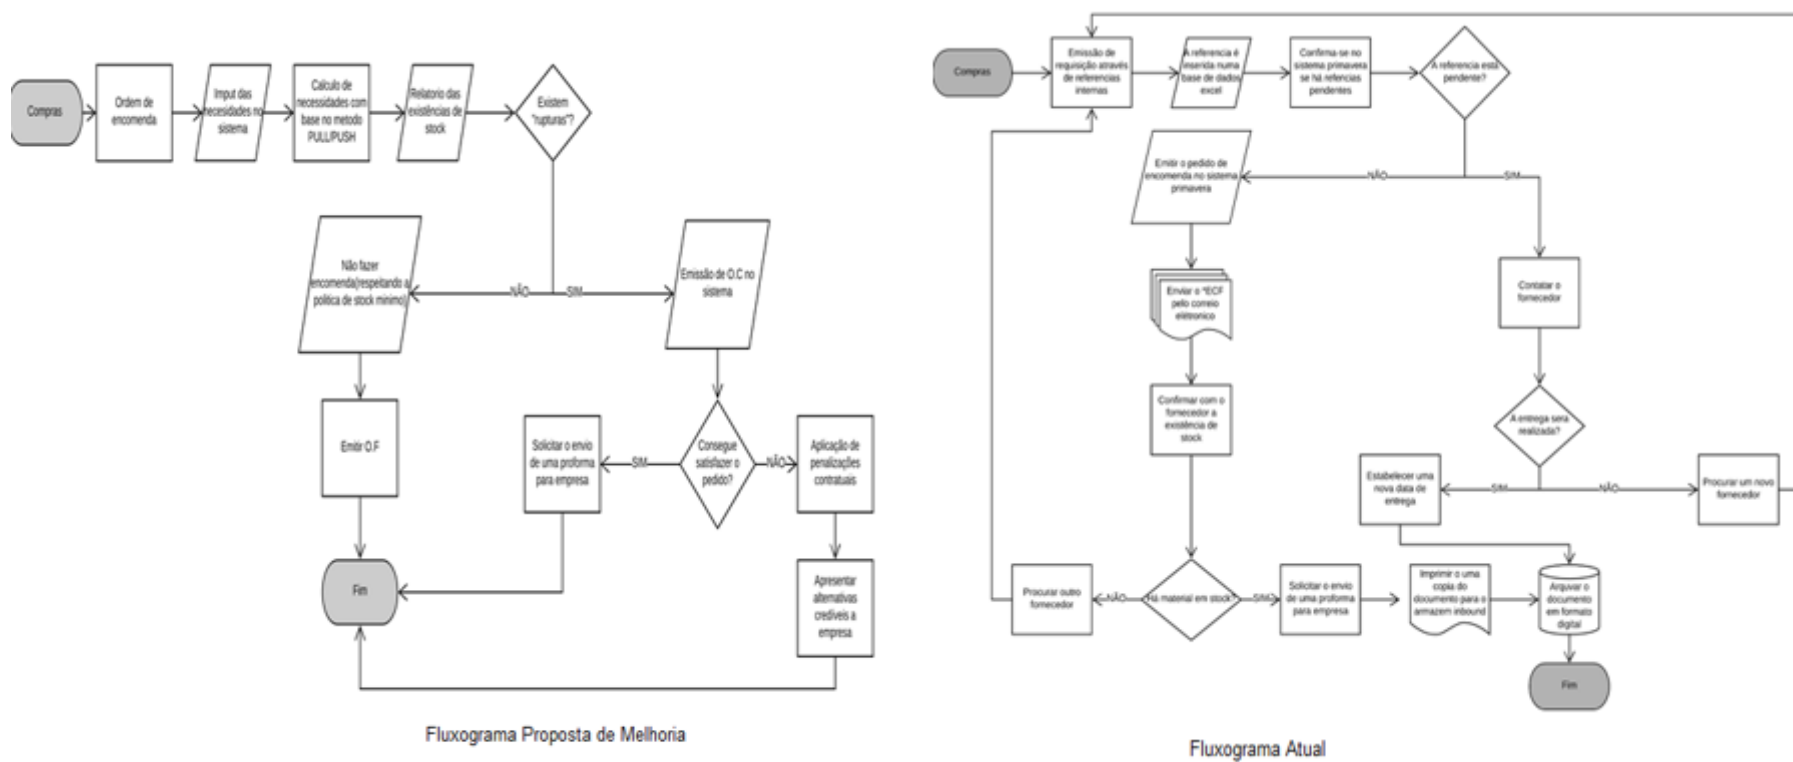 Compras
Ordem de
encomenda
Imput das
necesidades no
sistema
Calculo de
necesidades com
base no metodo
PULL/PUSH
Relatorio das
existências de
stock
Existem
"rupturas"?
NÃO
SIM
Não fazer
encomenda(respeitando a
politica de stock minimo)
Emissão de O.C no
sistema
Emitir O.F
Solicitar o envio
de uma proforma
para empresa
SIM
Consegue
satisfazer o
pedido?
NÃO
Aplicação de
penalizações
contratuais
Fim
Apresentar
alternativas
credíveis a
empresa
Fluxograma Proposta de Melhoria
Compras
Emissão de
requisição através
de referencias
internas
A referencia é
inserida numa
base de dados
excel
Confirma-se no
sistema primavera
se há refencias
pendentes
A referencia está
pendente?
NÃO
SIM
Emitir o pedido de
encomenda no sistema
primavera
Enviar o *ECF
pelo correio
elétronico
Contatar o
fornecedor
Confirmar com o
fornecedor a
existência de
stock
A entrega sera
realizada?
Estabelecer uma
nova data de
entrega
SIM
NÃO
Procurar um novo
fornecedor
Procurar outro
fornecedor
NÃO
Há material em stock?
SIM
Solicitar o envio
de uma proforma
para empresa
Imprimir o uma
copia do
documento para o
armazem inbound
Arquvar o
documento
em formato
digital
Fim
Fluxograma Atual